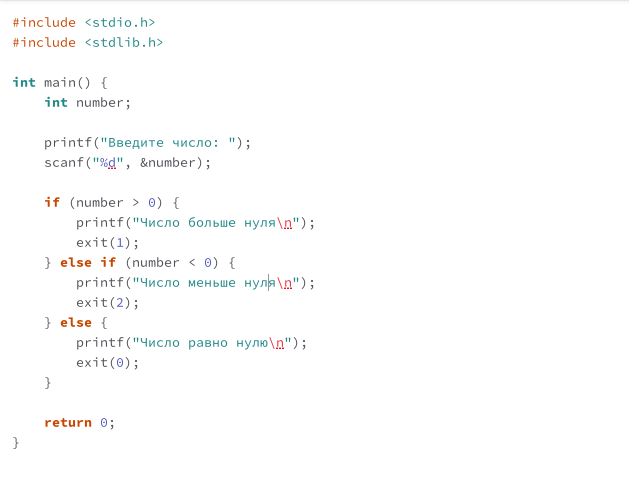 #include <stdio.h>
#include <stdlib.h>
int main() {
    int number;
    printf("Введите число: ");
    scanf("%d", &number);
    if (number > 0) {
        printf("Число больше нуля\n");
        exit(1);
    } else if (number < 0) {
        printf("Число меньше нуля\n");
        exit(2);
    } else {
        printf("Число равно нулю\n");
        exit(0);
    }
    return 0;
}